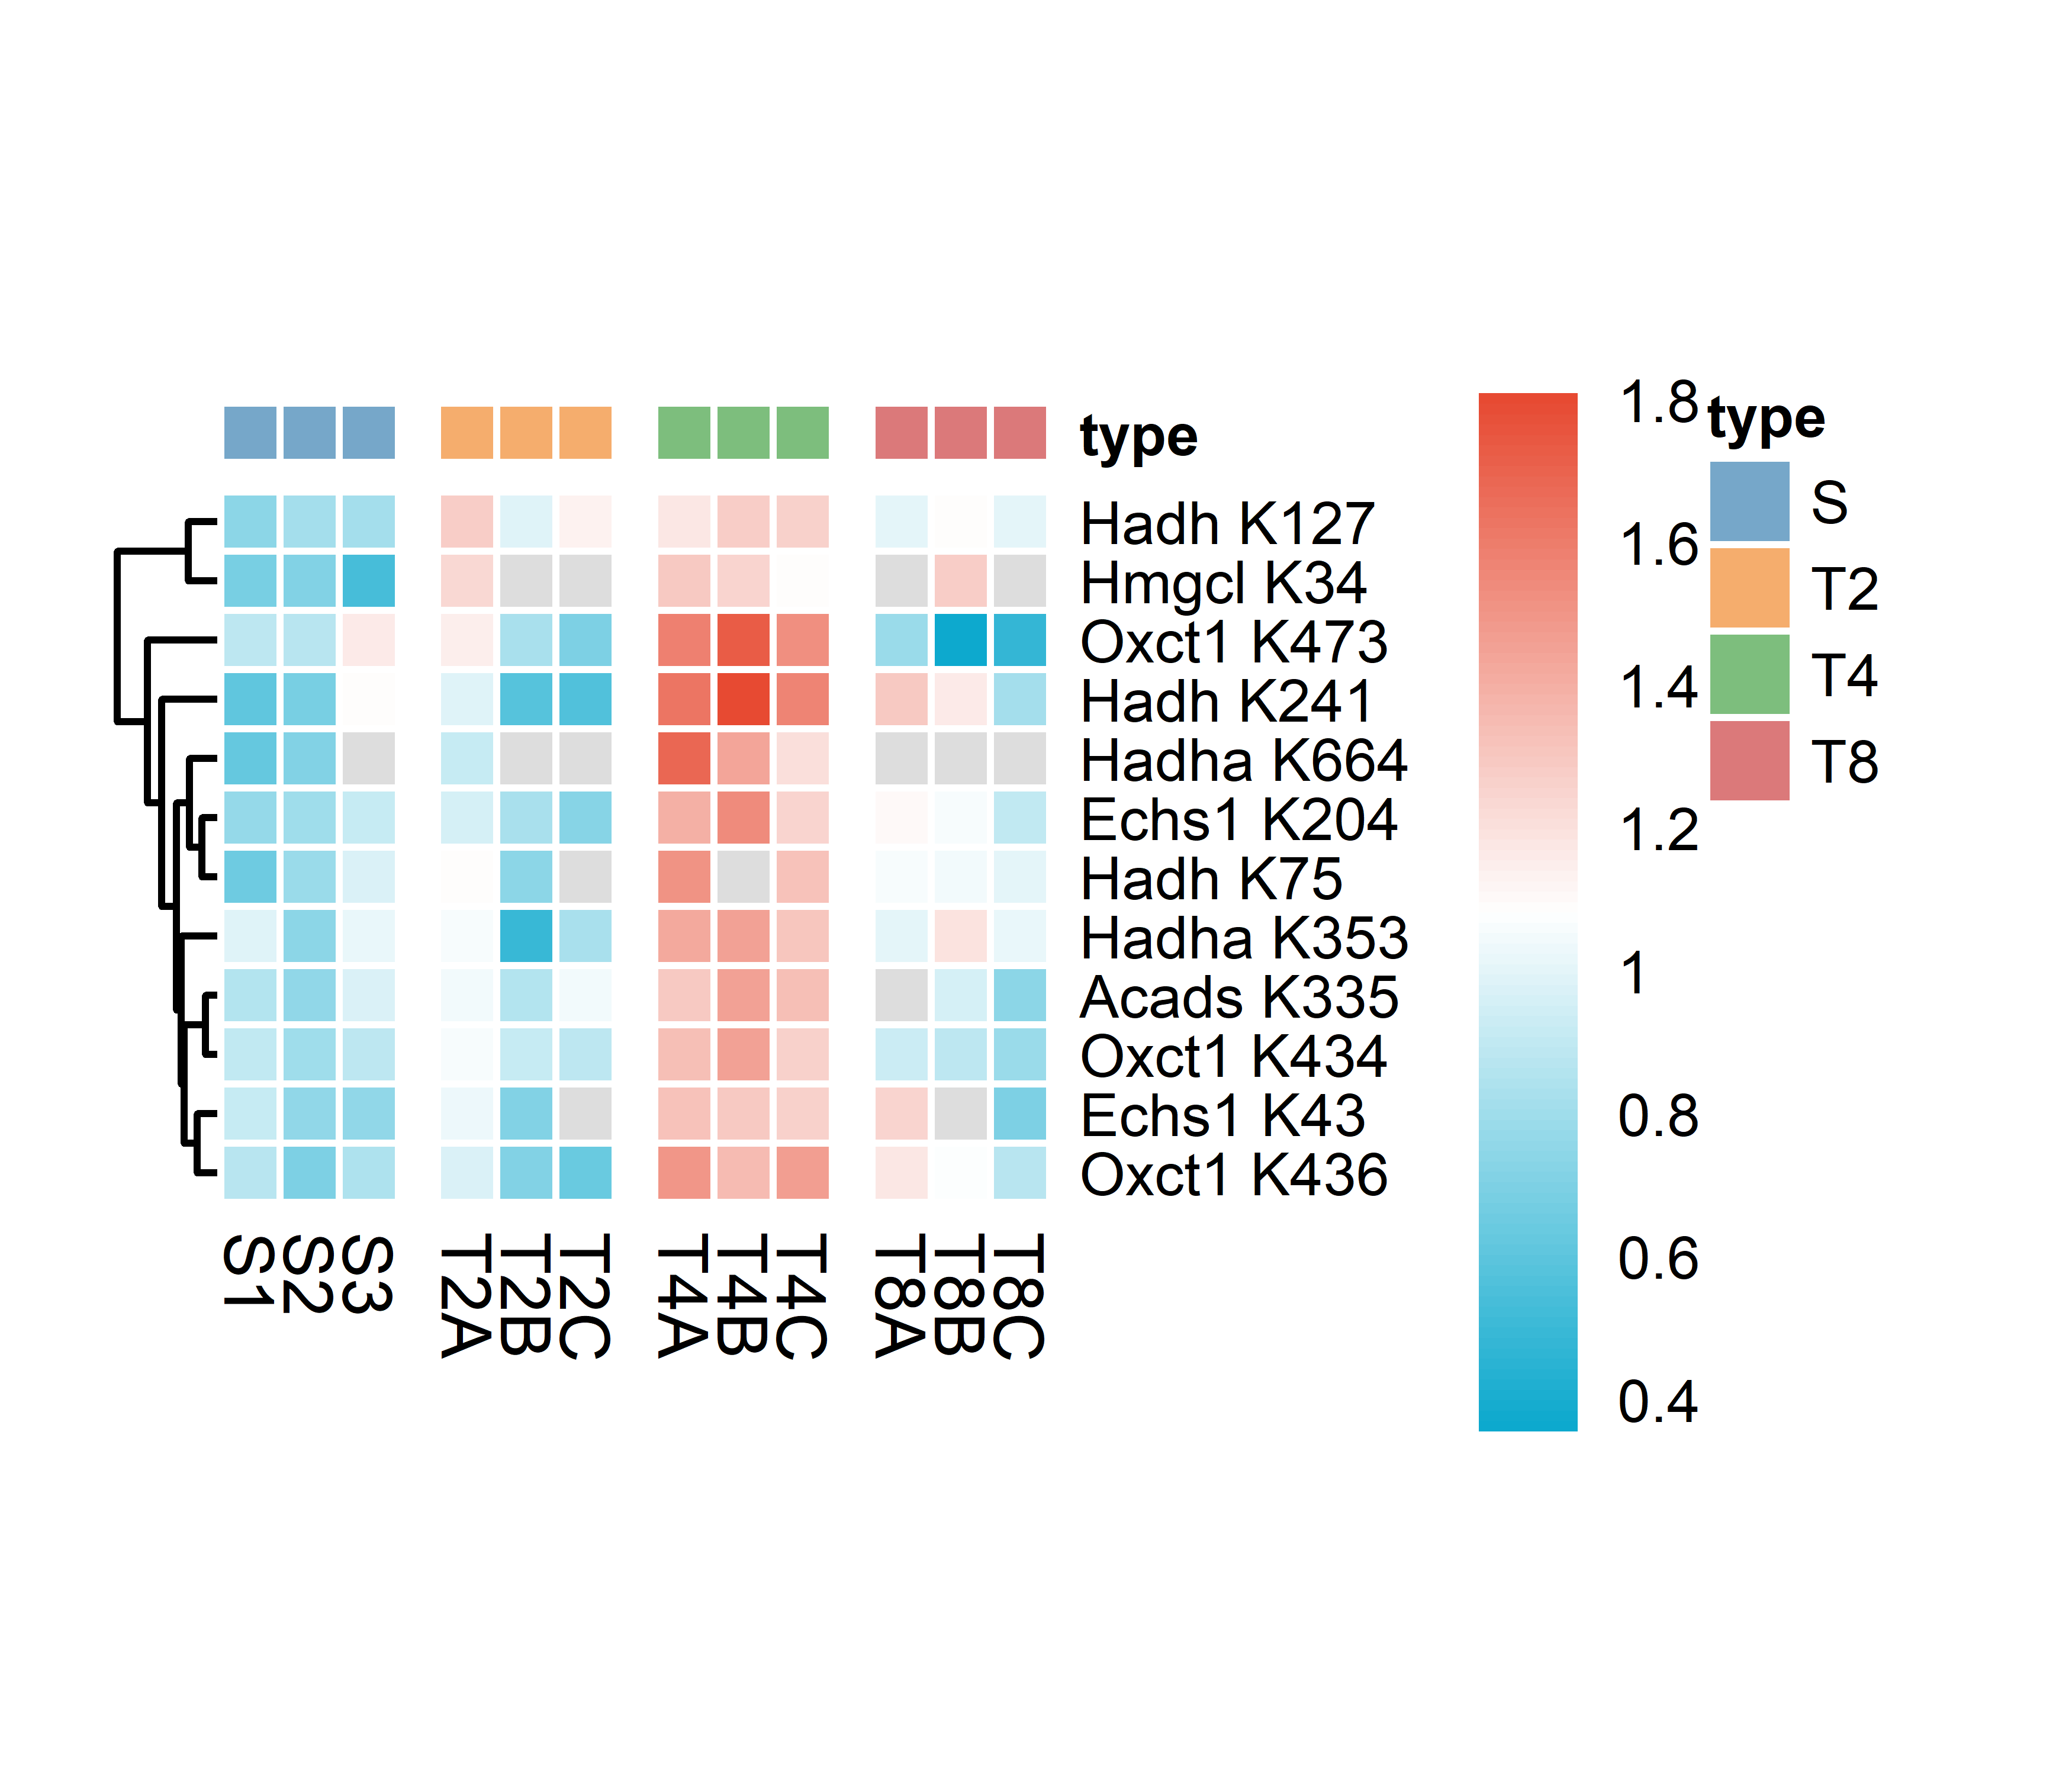 type
Hadh K127
Hmgcl K34
Oxct1 K473
Hadh K241
Hadha K664
Echs1 K204
Hadh K75
Hadha K353
Acads K335
Oxct1 K434
Echs1 K43
Oxct1 K436
S1
S2
S3
T2A
T2B
T2C
T4A
T4B
T4C
T8A
T8B
T8C
1.8
1.6
1.4
1.2
1
0.8
0.6
0.4
type
S
T2
T4
T8